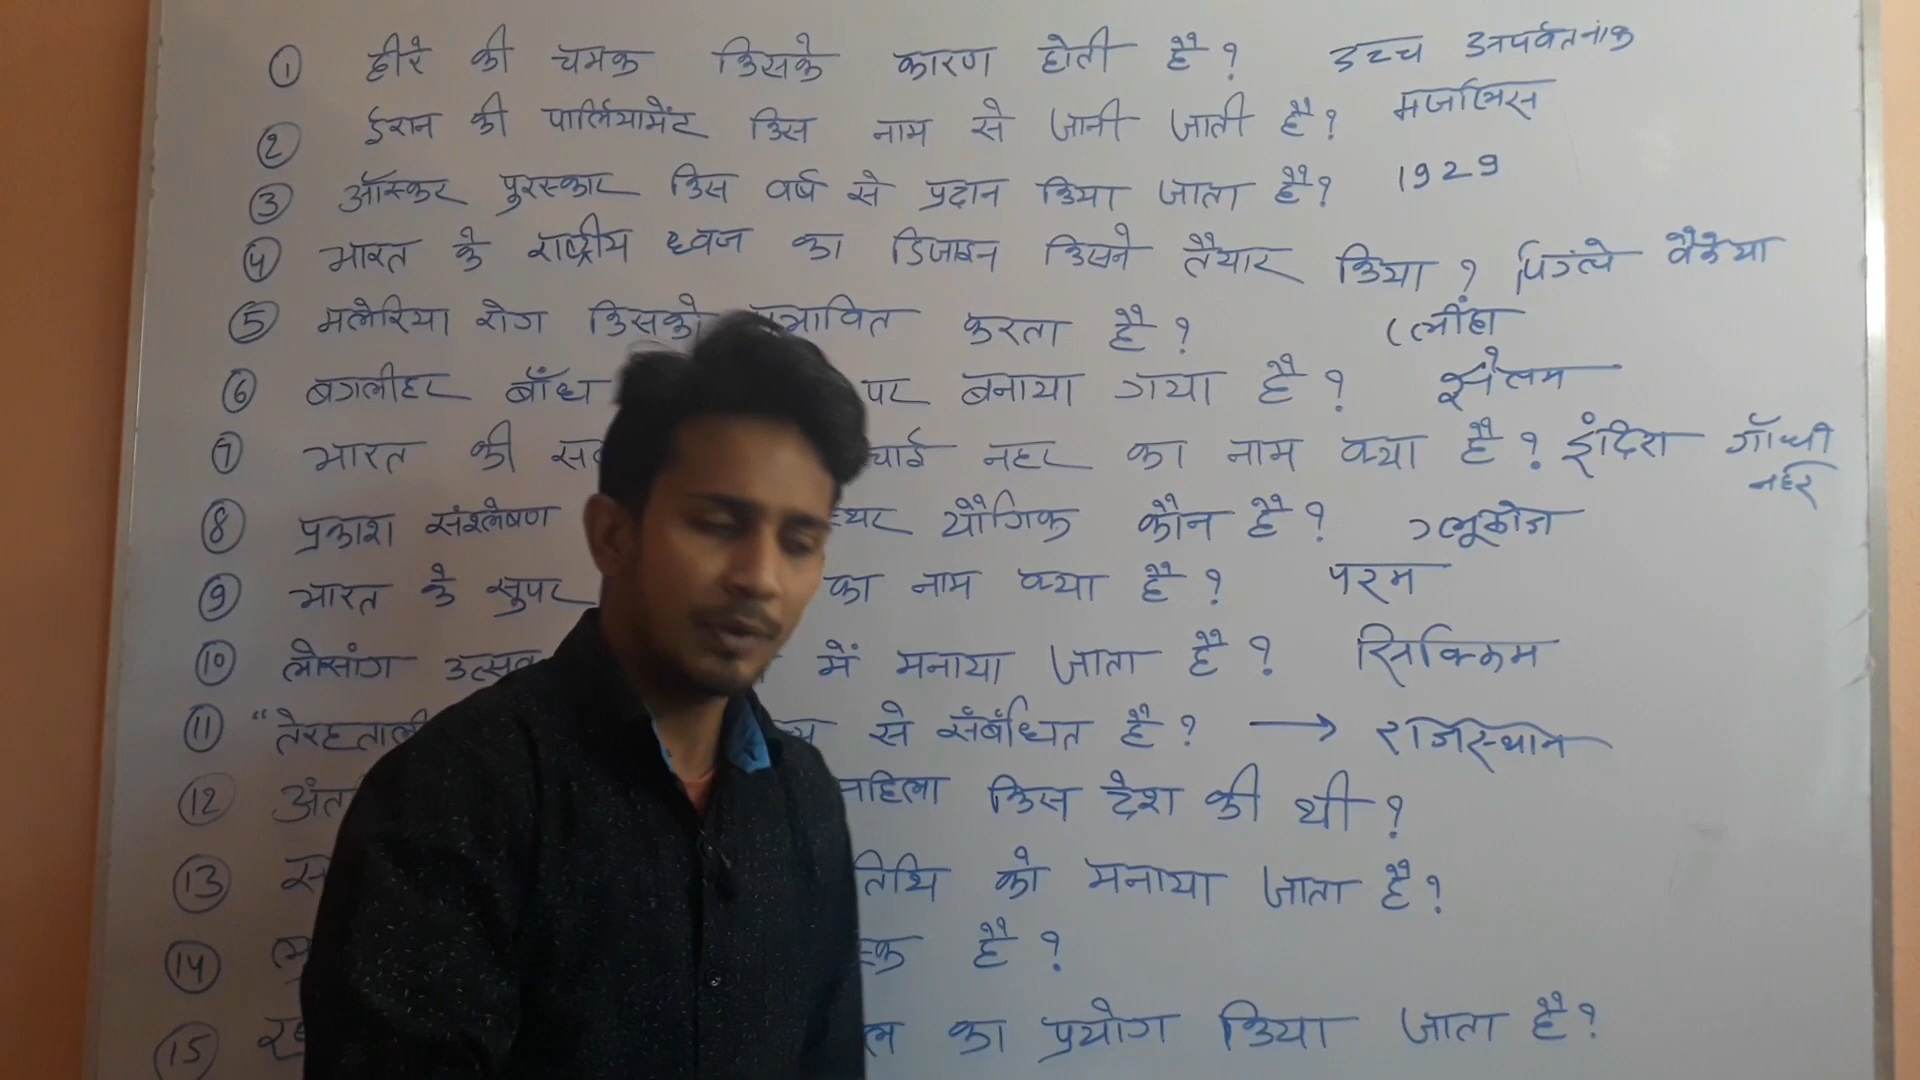 ① हीरे की चमक किसके कारण होती है ? उच्च अपवर्तनांक
② ईरान की पार्लियामेंट किस नाम से जानी जाती है ? मजलिस
③ ऑस्कर पुरस्कार किस वर्ष से प्रदान किया जाता है ? 1929
④ भारत के राष्ट्रीय ध्वज का डिजाइन किसने तैयार किया ? पिंगले वैंकैया
⑤ मलेरिया रोग किसको प्रभावित करता है ? प्लीहा
⑥ बगलीहर बाँध पर बनाया गया है ? झेलम
⑦ भारत की नहर का नाम क्या है ? इंदिरा गाँधी
नहर
⑧ प्रकाश संश्लेषण यौगिक कौन है ? ग्लूकोज
⑨ भारत के सुपर का नाम क्या है ? परम
⑩ लोसांग उत्सव में मनाया जाता है ? सिक्किम
⑪ “तेरहताली से संबंधित है ? → राजस्थान
⑫ महिला किस देश की थी ?
⑬ तिथि को मनाया जाता है ?
⑭ है ?
⑮ का प्रयोग किया जाता है ?